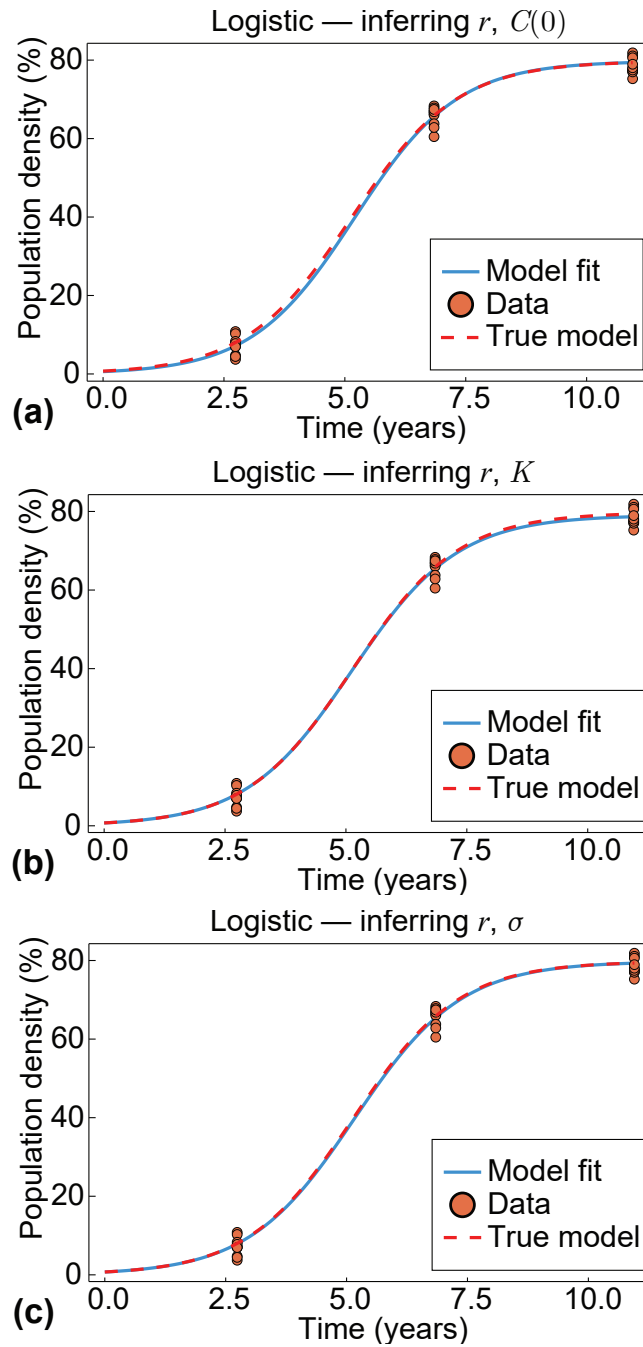 Logistic — inferring r, C(0)
Population density (%)
80
60
40
20
0
Model fit
Data
True model
0.0 2.5 5.0 7.5 10.0
(a)
Time (years)
Logistic — inferring r, K
Population density (%)
80
60
40
20
0
Model fit
Data
True model
0.0 2.5 5.0 7.5 10.0
(b)
Time (years)
Logistic — inferring r, σ
Population density (%)
80
60
40
20
0
Model fit
Data
True model
0.0 2.5 5.0 7.5 10.0
(c)
Time (years)